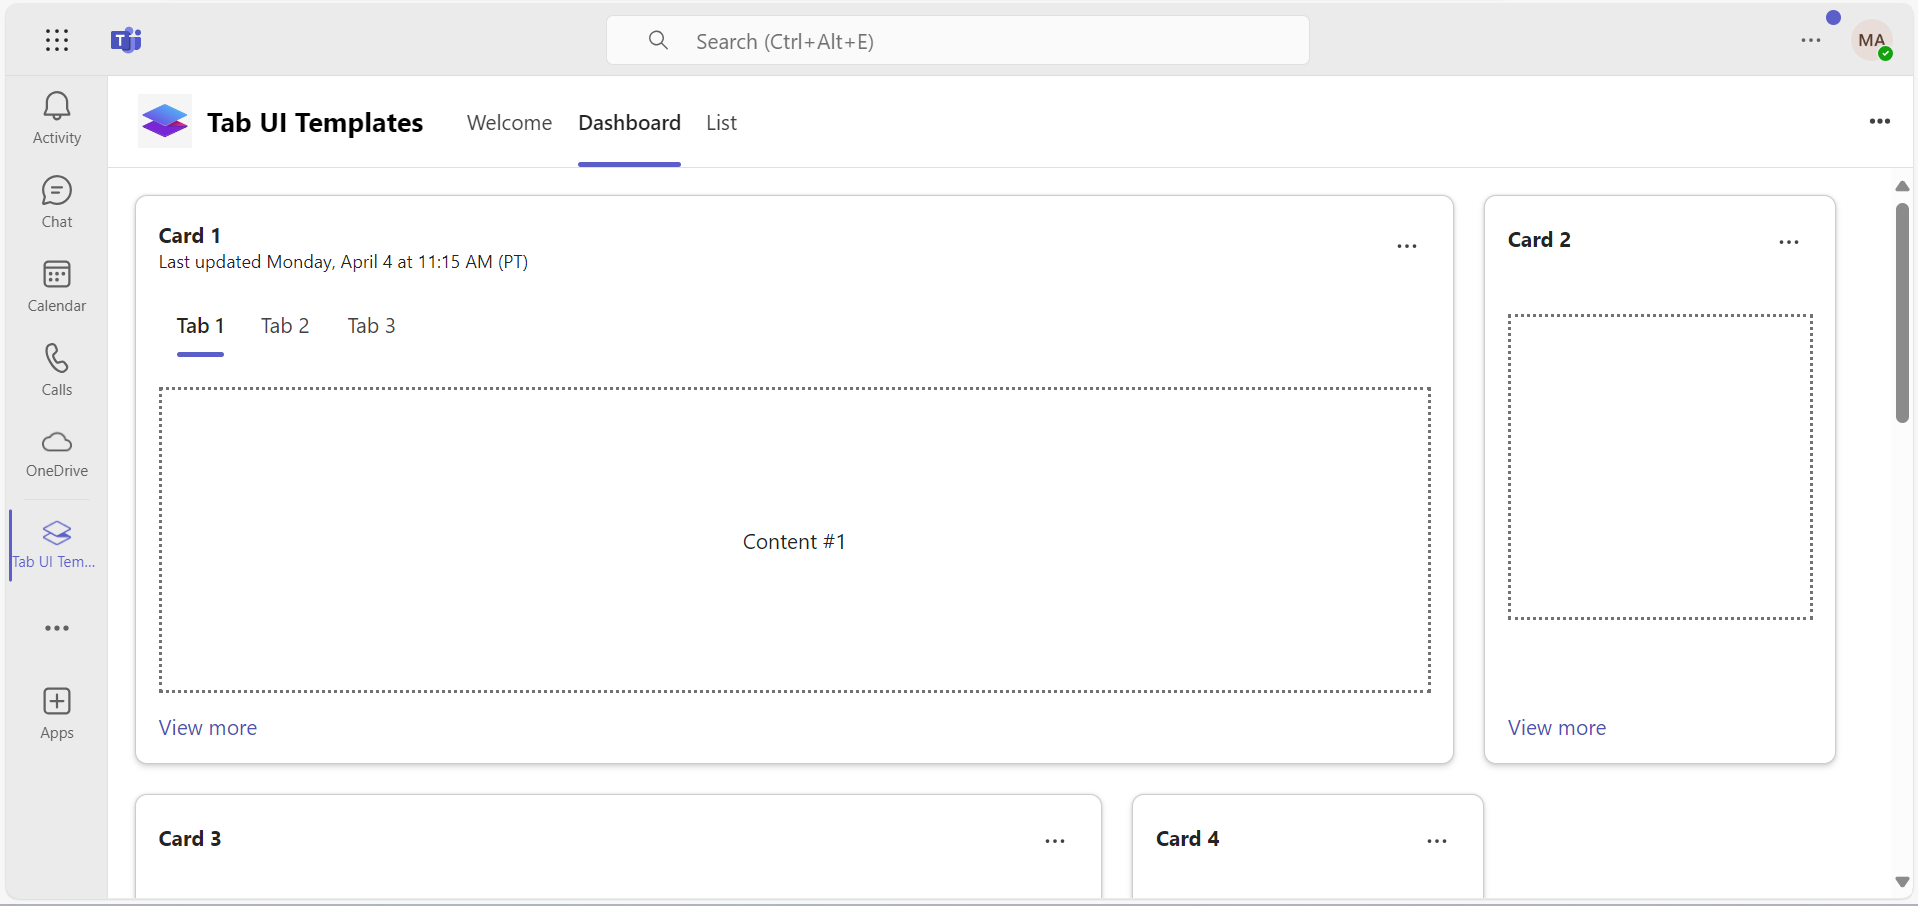 T
Search (Ctrl+Alt+E)
MA
Activity
Chat
Calendar
Calls
OneDrive
Tab UI Tem...
Apps
Tab UI Templates
Welcome
Dashboard
List
Card 1
Last updated Monday, April 4 at 11:15 AM (PT)
Tab 1
Tab 2
Tab 3
Content #1
View more
Card 2
View more
Card 3
Card 4